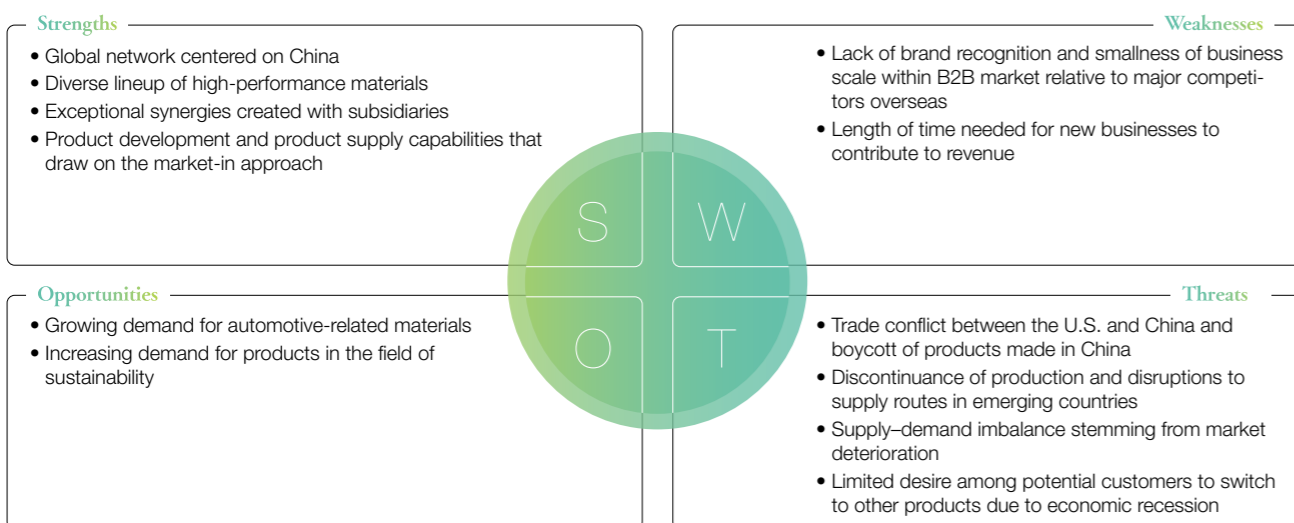 Strengths
• Global network centered on China
• Diverse lineup of high-performance materials
• Exceptional synergies created with subsidiaries
• Product development and product supply capabilities that
draw on the market-in approach
Weaknesses
• Lack of brand recognition and smallness of business
scale within B2B market relative to major competi-
tors overseas
• Length of time needed for new businesses to
contribute to revenue
S W
O T
Opportunities
• Growing demand for automotive-related materials
• Increasing demand for products in the field of
sustainability
Threats
• Trade conflict between the U.S. and China and
boycott of products made in China
• Discontinuance of production and disruptions to
supply routes in emerging countries
• Supply–demand imbalance stemming from market
deterioration
• Limited desire among potential customers to switch
to other products due to economic recession